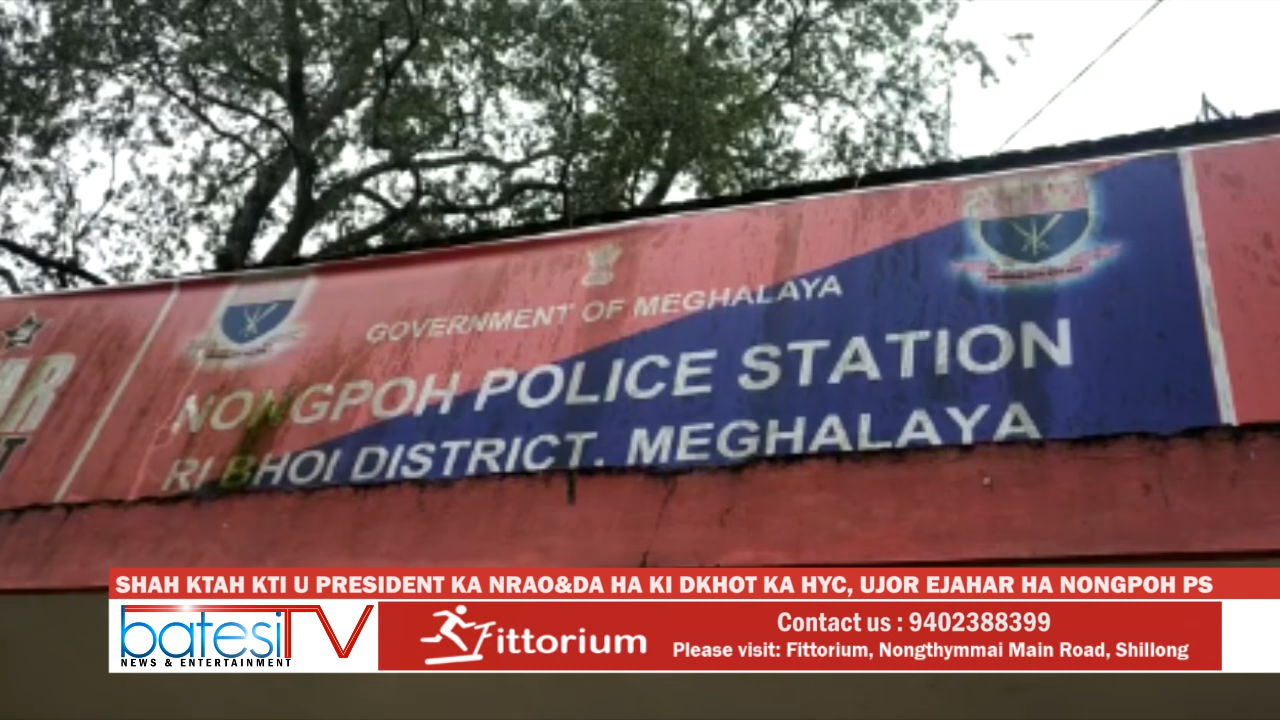 GOVERNMENT OF MEGHALAYA
NONGPOH POLICE STATION
RI BHOI DISTRICT, MEGHALAYA
SHAH KTAH KTI U PRESIDENT KA NRAO&DA HA KI DKHOT KA HYC, UJOR EJAHAR HA NONGPOH PS
batesi TV
NEWS & ENTERTAINMENT
Fittorium
Contact us : 9402388399
Please visit: Fittorium, Nongthymmai Main Road, Shillong